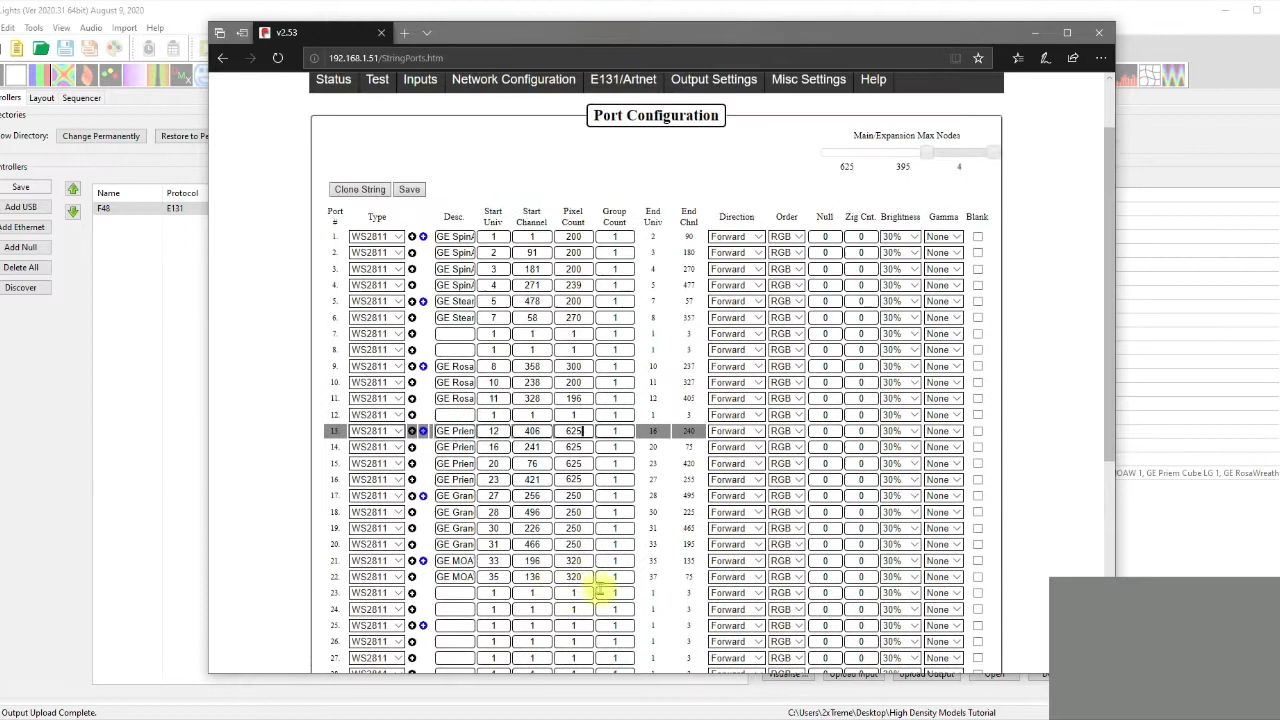 Lights (Ver 2020.31 64bit) August 9, 2020
Edit Tools View Audio Import Help
v2.53
192.168.1.51/StringPorts.htm
Status Test Inputs Network Configuration E131/Artnet Output Settings Misc Settings Help
Layout Sequencer
Change Permanently
Save
Add USB
Add Ethernet
Add Null
Delete All
Discover
Name Protocol
F48 E131
Port Configuration
Main/Expansion Max Nodes
625 395 4
Clone String Save
Port # Type Desc. Start Univ Start Channel Pixel Count Group Count End Univ End Chnl Direction Order Null Zig Cnt. Brightness Gamma Blank
1. WS2811 GE Spin 1 1 200 1 2 90 Forward RGB 0 0 30% None
2. WS2811 GE Spin 2 91 200 1 3 180 Forward RGB 0 0 30% None
3. WS2811 GE Spin 3 181 200 1 4 270 Forward RGB 0 0 30% None
4. WS2811 GE Spin 4 271 239 1 5 477 Forward RGB 0 0 30% None
5. WS2811 GE Stear 5 478 200 1 7 57 Forward RGB 0 0 30% None
6. WS2811 GE Stear 7 58 270 1 8 357 Forward RGB 0 0 30% None
7. WS2811 1 1 1 1 1 3 Forward RGB 0 0 30% None
8. WS2811 1 1 1 1 1 3 Forward RGB 0 0 30% None
9. WS2811 GE Rosa 8 358 300 1 10 237 Forward RGB 0 0 30% None
10. WS2811 GE Rosa 10 238 200 1 11 327 Forward RGB 0 0 30% None
11. WS2811 GE Rosa 11 328 196 1 12 405 Forward RGB 0 0 30% None
12. WS2811 1 1 1 1 1 3 Forward RGB 0 0 30% None
13. WS2811 GE Priem 12 406 625 1 16 240 Forward RGB 0 0 30% None
14. WS2811 GE Priem 16 241 625 1 20 75 Forward RGB 0 0 30% None
15. WS2811 GE Priem 20 76 625 1 23 420 Forward RGB 0 0 30% None
16. WS2811 GE Priem 23 421 625 1 27 255 Forward RGB 0 0 30% None
17. WS2811 GE Gran 27 256 250 1 28 495 Forward RGB 0 0 30% None
18. WS2811 GE Gran 28 496 250 1 30 225 Forward RGB 0 0 30% None
19. WS2811 GE Gran 30 226 250 1 31 465 Forward RGB 0 0 30% None
20. WS2811 GE Gran 31 466 250 1 33 195 Forward RGB 0 0 30% None
21. WS2811 GE MOA 33 196 320 1 35 135 Forward RGB 0 0 30% None
22. WS2811 GE MOA 35 136 320 1 37 75 Forward RGB 0 0 30% None
23. WS2811 1 1 1 1 1 3 Forward RGB 0 0 30% None
24. WS2811 1 1 1 1 1 3 Forward RGB 0 0 30% None
25. WS2811 1 1 1 1 1 3 Forward RGB 0 0 30% None
26. WS2811 1 1 1 1 1 3 Forward RGB 0 0 30% None
27. WS2811 1 1 1 1 1 3 Forward RGB 0 0 30% None
1, GE Priem Cube LG 1, GE RosaWreath
Output Upload Complete.
C:\Users\2xTreme\Desktop\High Density Models Tutorial